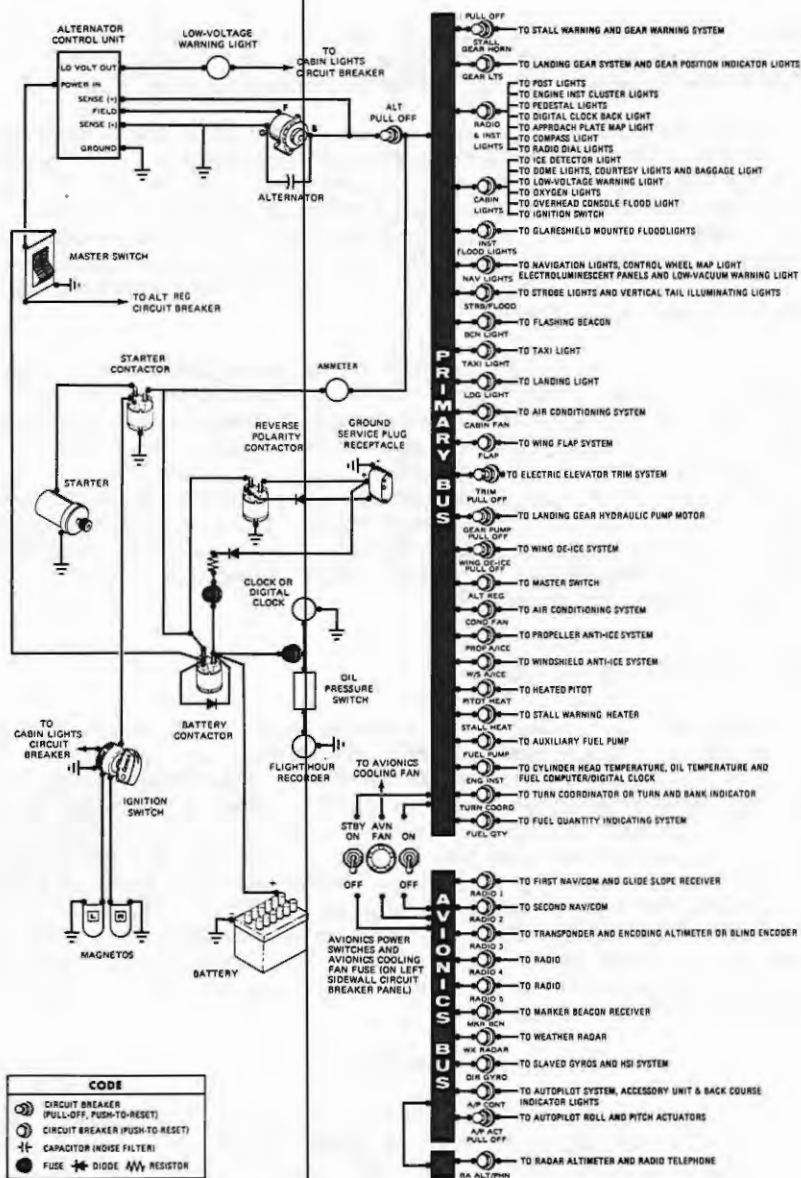 ALTERNATOR
CONTROL UNIT
LO VOLT OUT
POWER IN
SENSE (+)
FIELD
SENSE (+)
GROUND
LOW-VOLTAGE
WARNING LIGHT
TO
CABIN LIGHTS
CIRCUIT BREAKER
F
B
ALTERNATOR
ALT
PULL OFF
MASTER SWITCH
TO ALT REG
CIRCUIT BREAKER
STARTER
CONTACTOR
AMMETER
REVERSE
POLARITY
CONTACTOR
GROUND
SERVICE PLUG
RECEPTACLE
STARTER
CLOCK OR
DIGITAL
CLOCK
OIL
PRESSURE
SWITCH
BATTERY
CONTACTOR
FLIGHT HOUR
RECORDER
TO
CABIN LIGHTS
CIRCUIT
BREAKER
IGNITION
SWITCH
L
R
MAGNETOS
BATTERY
TO AVIONICS
COOLING FAN
STBY
ON
AVN
FAN
ON
OFF
OFF
AVIONICS POWER
SWITCHES AND
AVIONICS COOLING
FAN FUSE (ON LEFT
SIDEWALL CIRCUIT
BREAKER PANEL)
PRIMARY BUS
PULL OFF
STALL
GEAR HORN
TO STALL WARNING AND GEAR WARNING SYSTEM
GEAR LTS
TO LANDING GEAR SYSTEM AND GEAR POSITION INDICATOR LIGHTS
RADIO
& INST
LIGHTS
TO POST LIGHTS
TO ENGINE INST CLUSTER LIGHTS
TO PEDESTAL LIGHTS
TO DIGITAL CLOCK BACK LIGHT
TO APPROACH PLATE MAP LIGHT
TO COMPASS LIGHT
TO RADIO DIAL LIGHTS
CABIN
LIGHTS
TO ICE DETECTOR LIGHT
TO DOME LIGHTS, COURTESY LIGHTS AND BAGGAGE LIGHT
TO LOW-VOLTAGE WARNING LIGHT
TO OXYGEN LIGHTS
TO OVERHEAD CONSOLE FLOOD LIGHT
TO IGNITION SWITCH
INST
FLOOD LIGHTS
TO GLARESHIELD MOUNTED FLOODLIGHTS
NAV LIGHTS
TO NAVIGATION LIGHTS, CONTROL WHEEL MAP LIGHT
ELECTROLUMINESCENT PANELS AND LOW-VACUUM WARNING LIGHT
STRB/FLOOD
TO STROBE LIGHTS AND VERTICAL TAIL ILLUMINATING LIGHTS
BCN LIGHT
TO FLASHING BEACON
TAXI LIGHT
TO TAXI LIGHT
LDG LIGHT
TO LANDING LIGHT
CABIN FAN
TO AIR CONDITIONING SYSTEM
FLAP
TO WING FLAP SYSTEM
TRIM
PULL OFF
TO ELECTRIC ELEVATOR TRIM SYSTEM
GEAR PUMP
PULL OFF
TO LANDING GEAR HYDRAULIC PUMP MOTOR
WING DE-ICE
PULL OFF
TO WING DE-ICE SYSTEM
ALT REG
TO MASTER SWITCH
COND FAN
TO AIR CONDITIONING SYSTEM
PROP A/ICE
TO PROPELLER ANTI-ICE SYSTEM
W/S A/ICE
TO WINDSHIELD ANTI-ICE SYSTEM
PITOT HEAT
TO HEATED PITOT
STALL HEAT
TO STALL WARNING HEATER
FUEL PUMP
TO AUXILIARY FUEL PUMP
ENG INST
TO CYLINDER HEAD TEMPERATURE, OIL TEMPERATURE AND
FUEL COMPUTER/DIGITAL CLOCK
TURN COORD
TO TURN COORDINATOR OR TURN AND BANK INDICATOR
FUEL QTY
TO FUEL QUANTITY INDICATING SYSTEM
AVIONICS BUS
RADIO 1
TO FIRST NAV/COM AND GLIDE SLOPE RECEIVER
RADIO 2
TO SECOND NAV/COM
RADIO 3
TO TRANSPONDER AND ENCODING ALTIMETER OR BLIND ENCODER
RADIO 4
TO RADIO
RADIO 5
TO RADIO
MKR BCN
TO MARKER BEACON RECEIVER
WX RADAR
TO WEATHER RADAR
DIR GYRO
TO SLAVED GYROS AND HSI SYSTEM
A/P CONT
TO AUTOPILOT SYSTEM, ACCESSORY UNIT & BACK COURSE
INDICATOR LIGHTS
A/P ACT
PULL OFF
TO AUTOPILOT ROLL AND PITCH ACTUATORS
RA ALT/PHN
TO RADAR ALTIMETER AND RADIO TELEPHONE
CODE
CIRCUIT BREAKER
(PULL-OFF, PUSH-TO-RESET)
CIRCUIT BREAKER (PUSH-TO-RESET)
CAPACITOR (NOISE FILTER)
FUSE
DIODE
RESISTOR